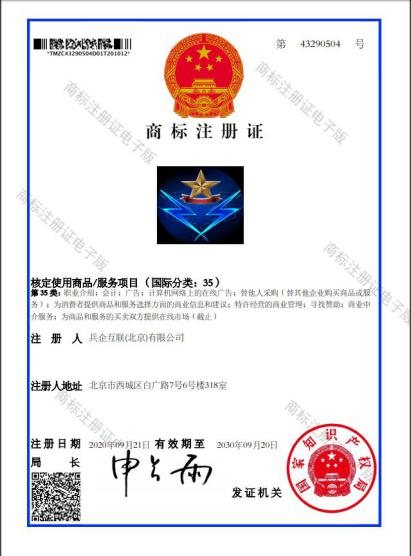 第 43290504 号
*TMZC43290504D01T201012*
商标注册证
核定使用商品/服务项目（国际分类：35）
第35类：职业介绍；会计；广告；计算机网络上的在线广告；替他人采购（替其他企业购买商品或服
务）；为消费者提供商品和服务选择方面的商业信息和建议；特许经营的商业管理；寻找赞助；商业中
介服务；为商品和服务的买卖双方提供在线市场（截止）
注 册 人 兵企互联(北京)有限公司
注册人地址 北京市西城区白广路7号6号楼318室
注册日期 2020年09月21日 有效期至 2030年09月20日
局 长 申长雨
发证机关
国家知识产权局
商标注册证电子版
商标注册证电子版
商标注册证电子版
商标注册证电子版
商标注册证电子版
商标注册证电子版